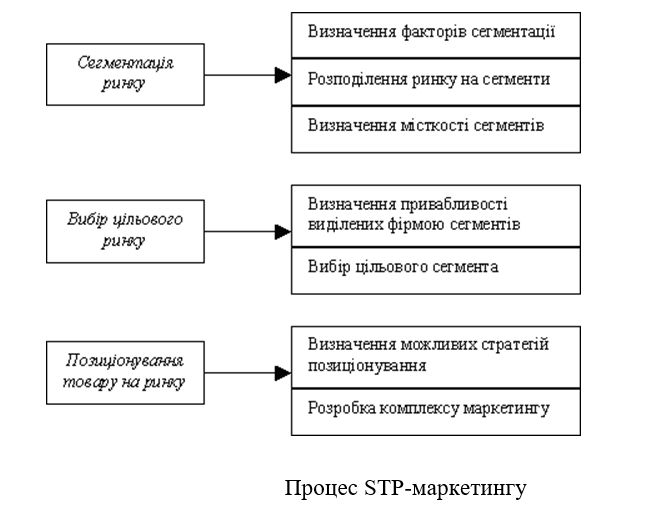 Сегментація
ринку
Визначення факторів сегментації
Розподілення ринку на сегменти
Визначення місткості сегментів
Вибір цільового
ринку
Визначення привабливості
виділених фірмою сегментів
Вибір цільового сегмента
Позиціонування
товару на ринку
Визначення можливих стратегій
позиціонування
Розробка комплексу маркетингу
Процес STP-маркетингу